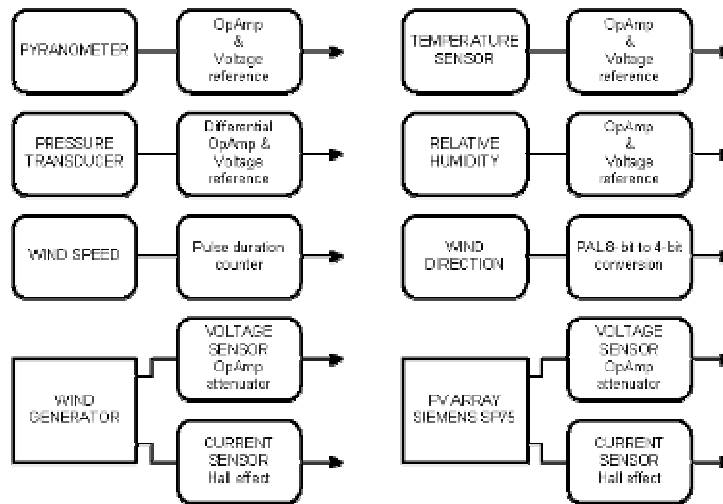 PYRANOMETER
OpAmp
&
Voltage
reference
TEMPERATURE
SENSOR
OpAmp
&
Voltage
reference
PRESSURE
TRANSDUCER
Differential
OpAmp &
Voltage
reference
RELATIVE
HUMIDITY
OpAmp
&
Voltage
reference
WIND SPEED
Pulse duration
counter
WIND
DIRECTION
PAL 8-bit to 4-bit
conversion
WIND
GENERATOR
VOLTAGE
SENSOR
OpAmp
attenuator
CURRENT
SENSOR
Hall effect
PV ARRAY
SIEMENS SP75
VOLTAGE
SENSOR
OpAmp
attenuator
CURRENT
SENSOR
Hall effect